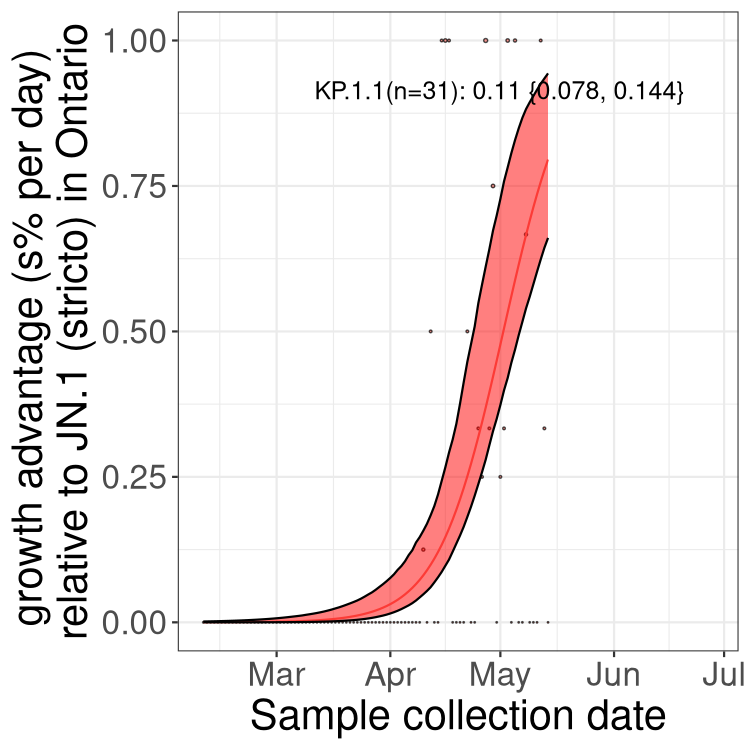 growth advantage (s% per day)
relative to JN.1 (stricto) in Ontario
1.00
0.75
0.50
0.25
0.00
KP.1.1(n=31): 0.11 {0.078, 0.144}
Mar Apr May Jun Jul
Sample collection date